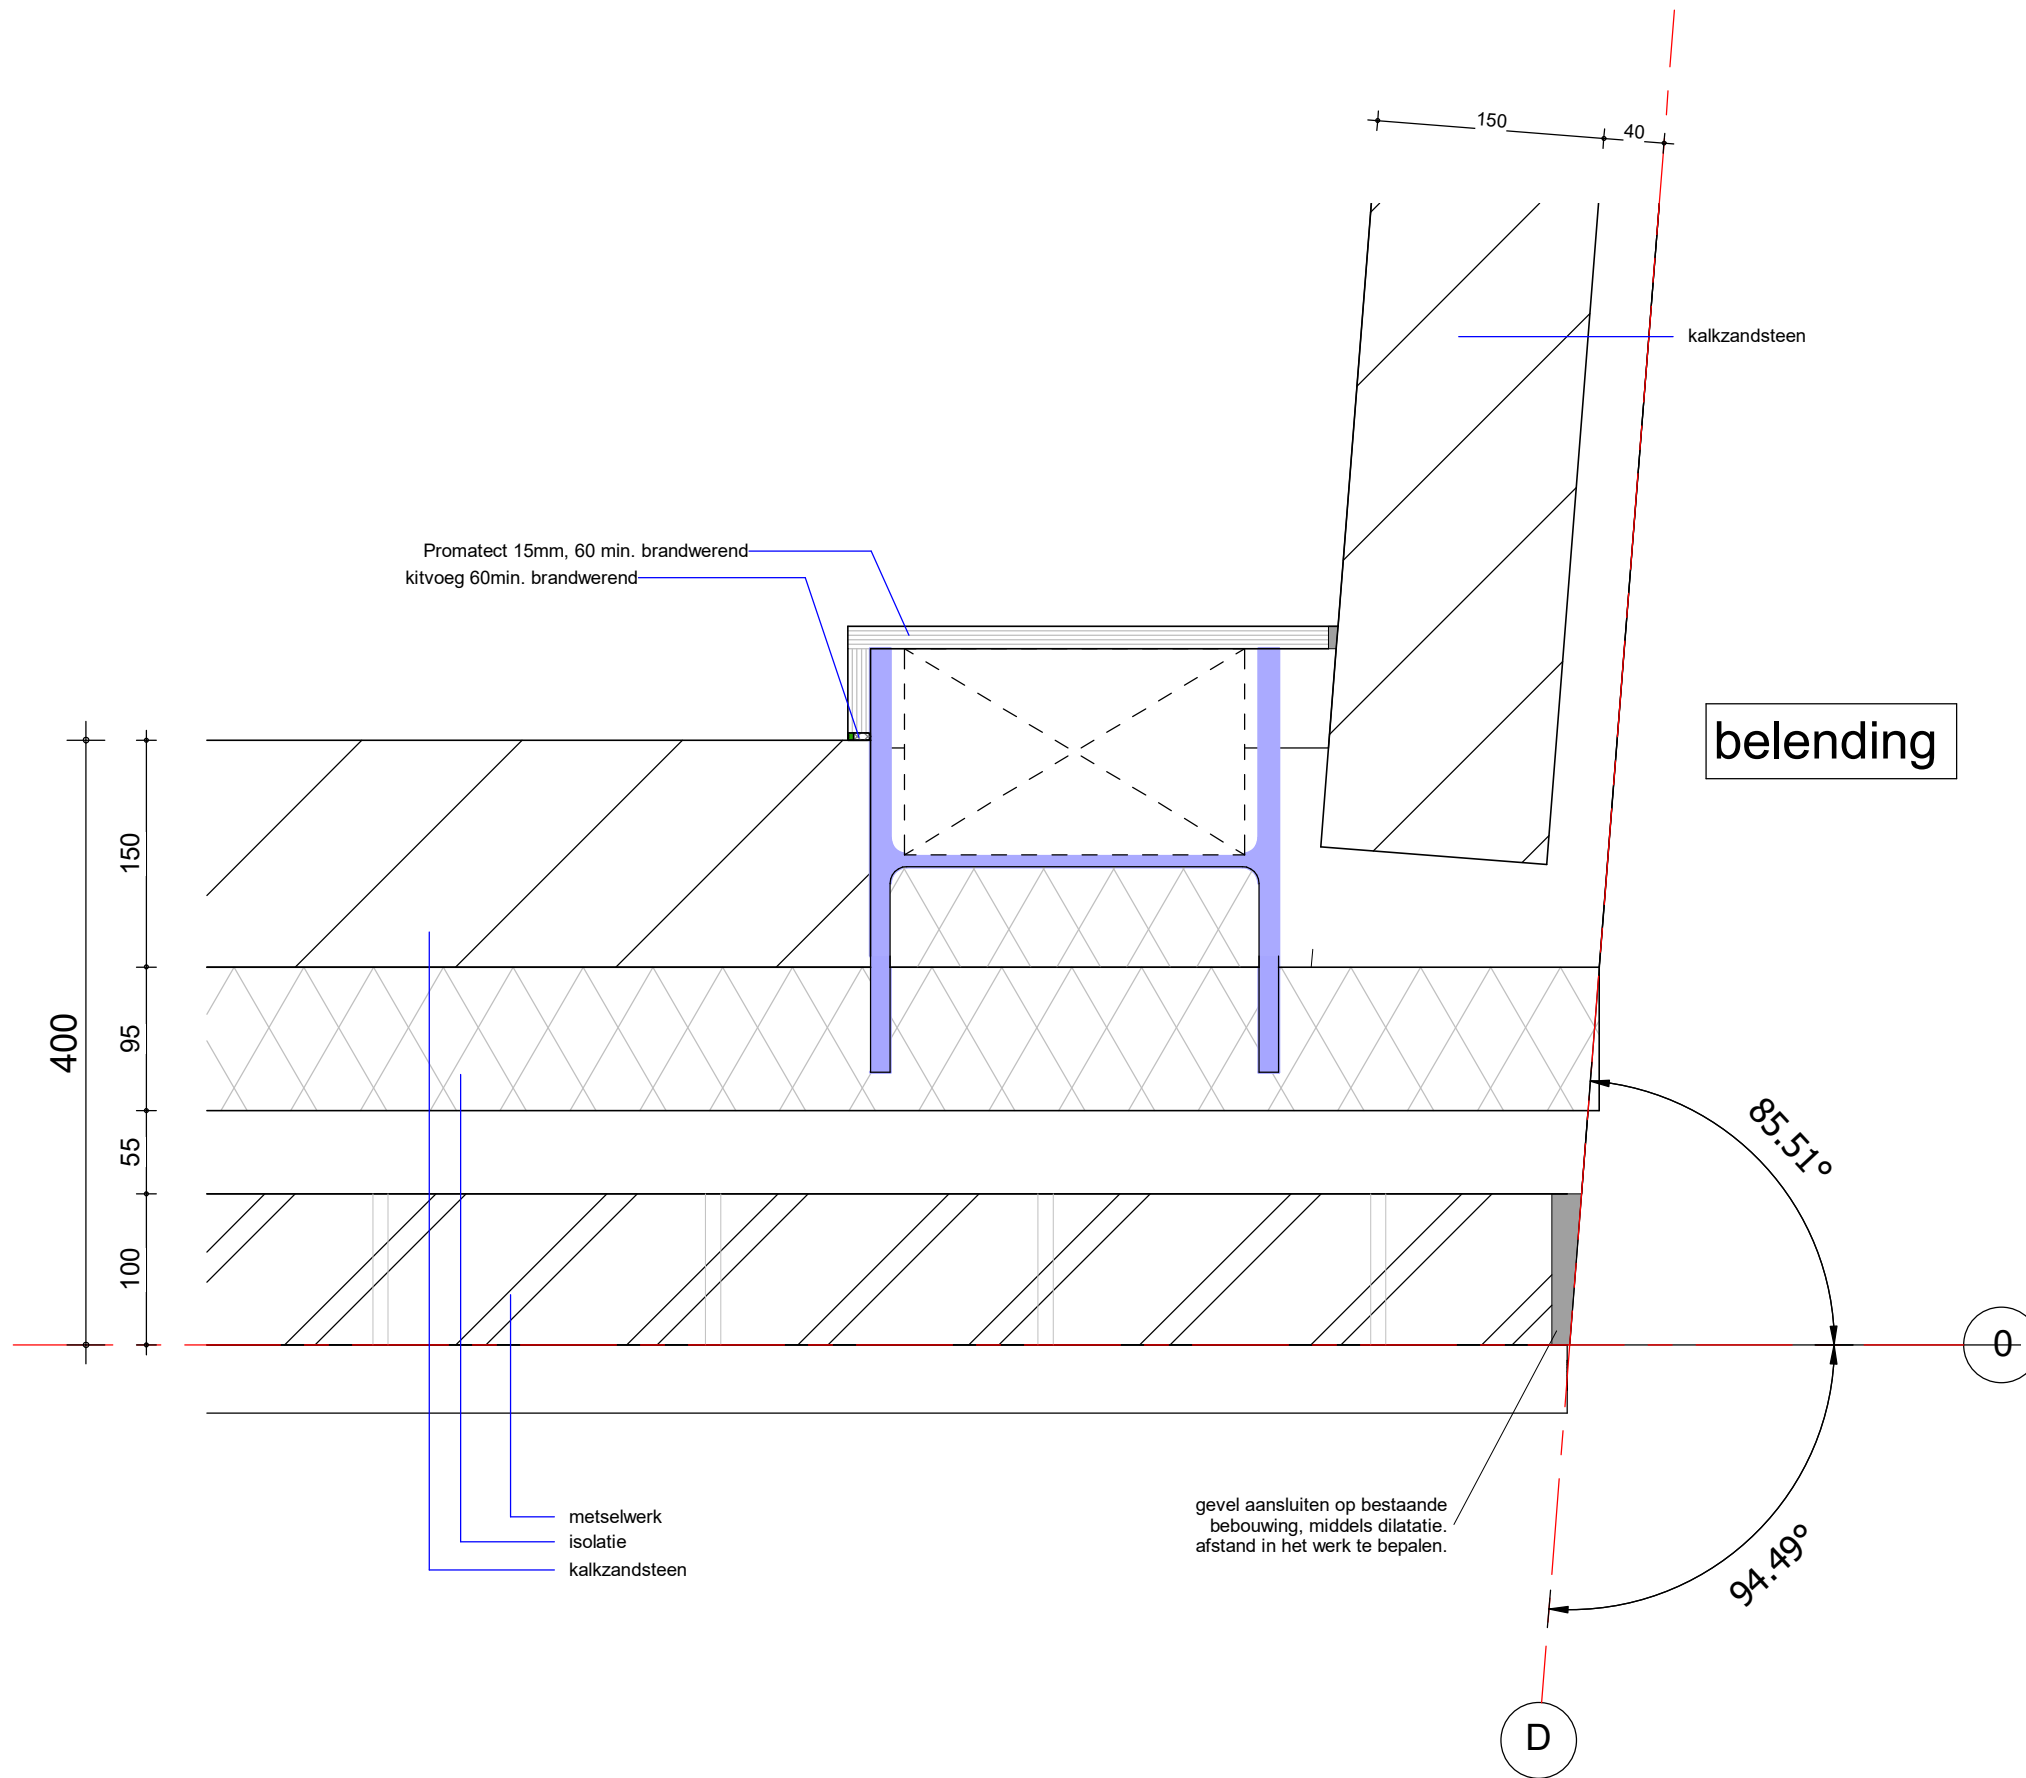 150
40
kalkzandsteen
Promatect 15mm, 60 min. brandwerend
kitvoeg 60min. brandwerend
belending
150
400
95
55
100
85.51°
0
94.49°
metselwerk
isolatie
kalkzandsteen
gevel aansluiten op bestaande
bebouwing, middels dilatatie.
afstand in het werk te bepalen.
D